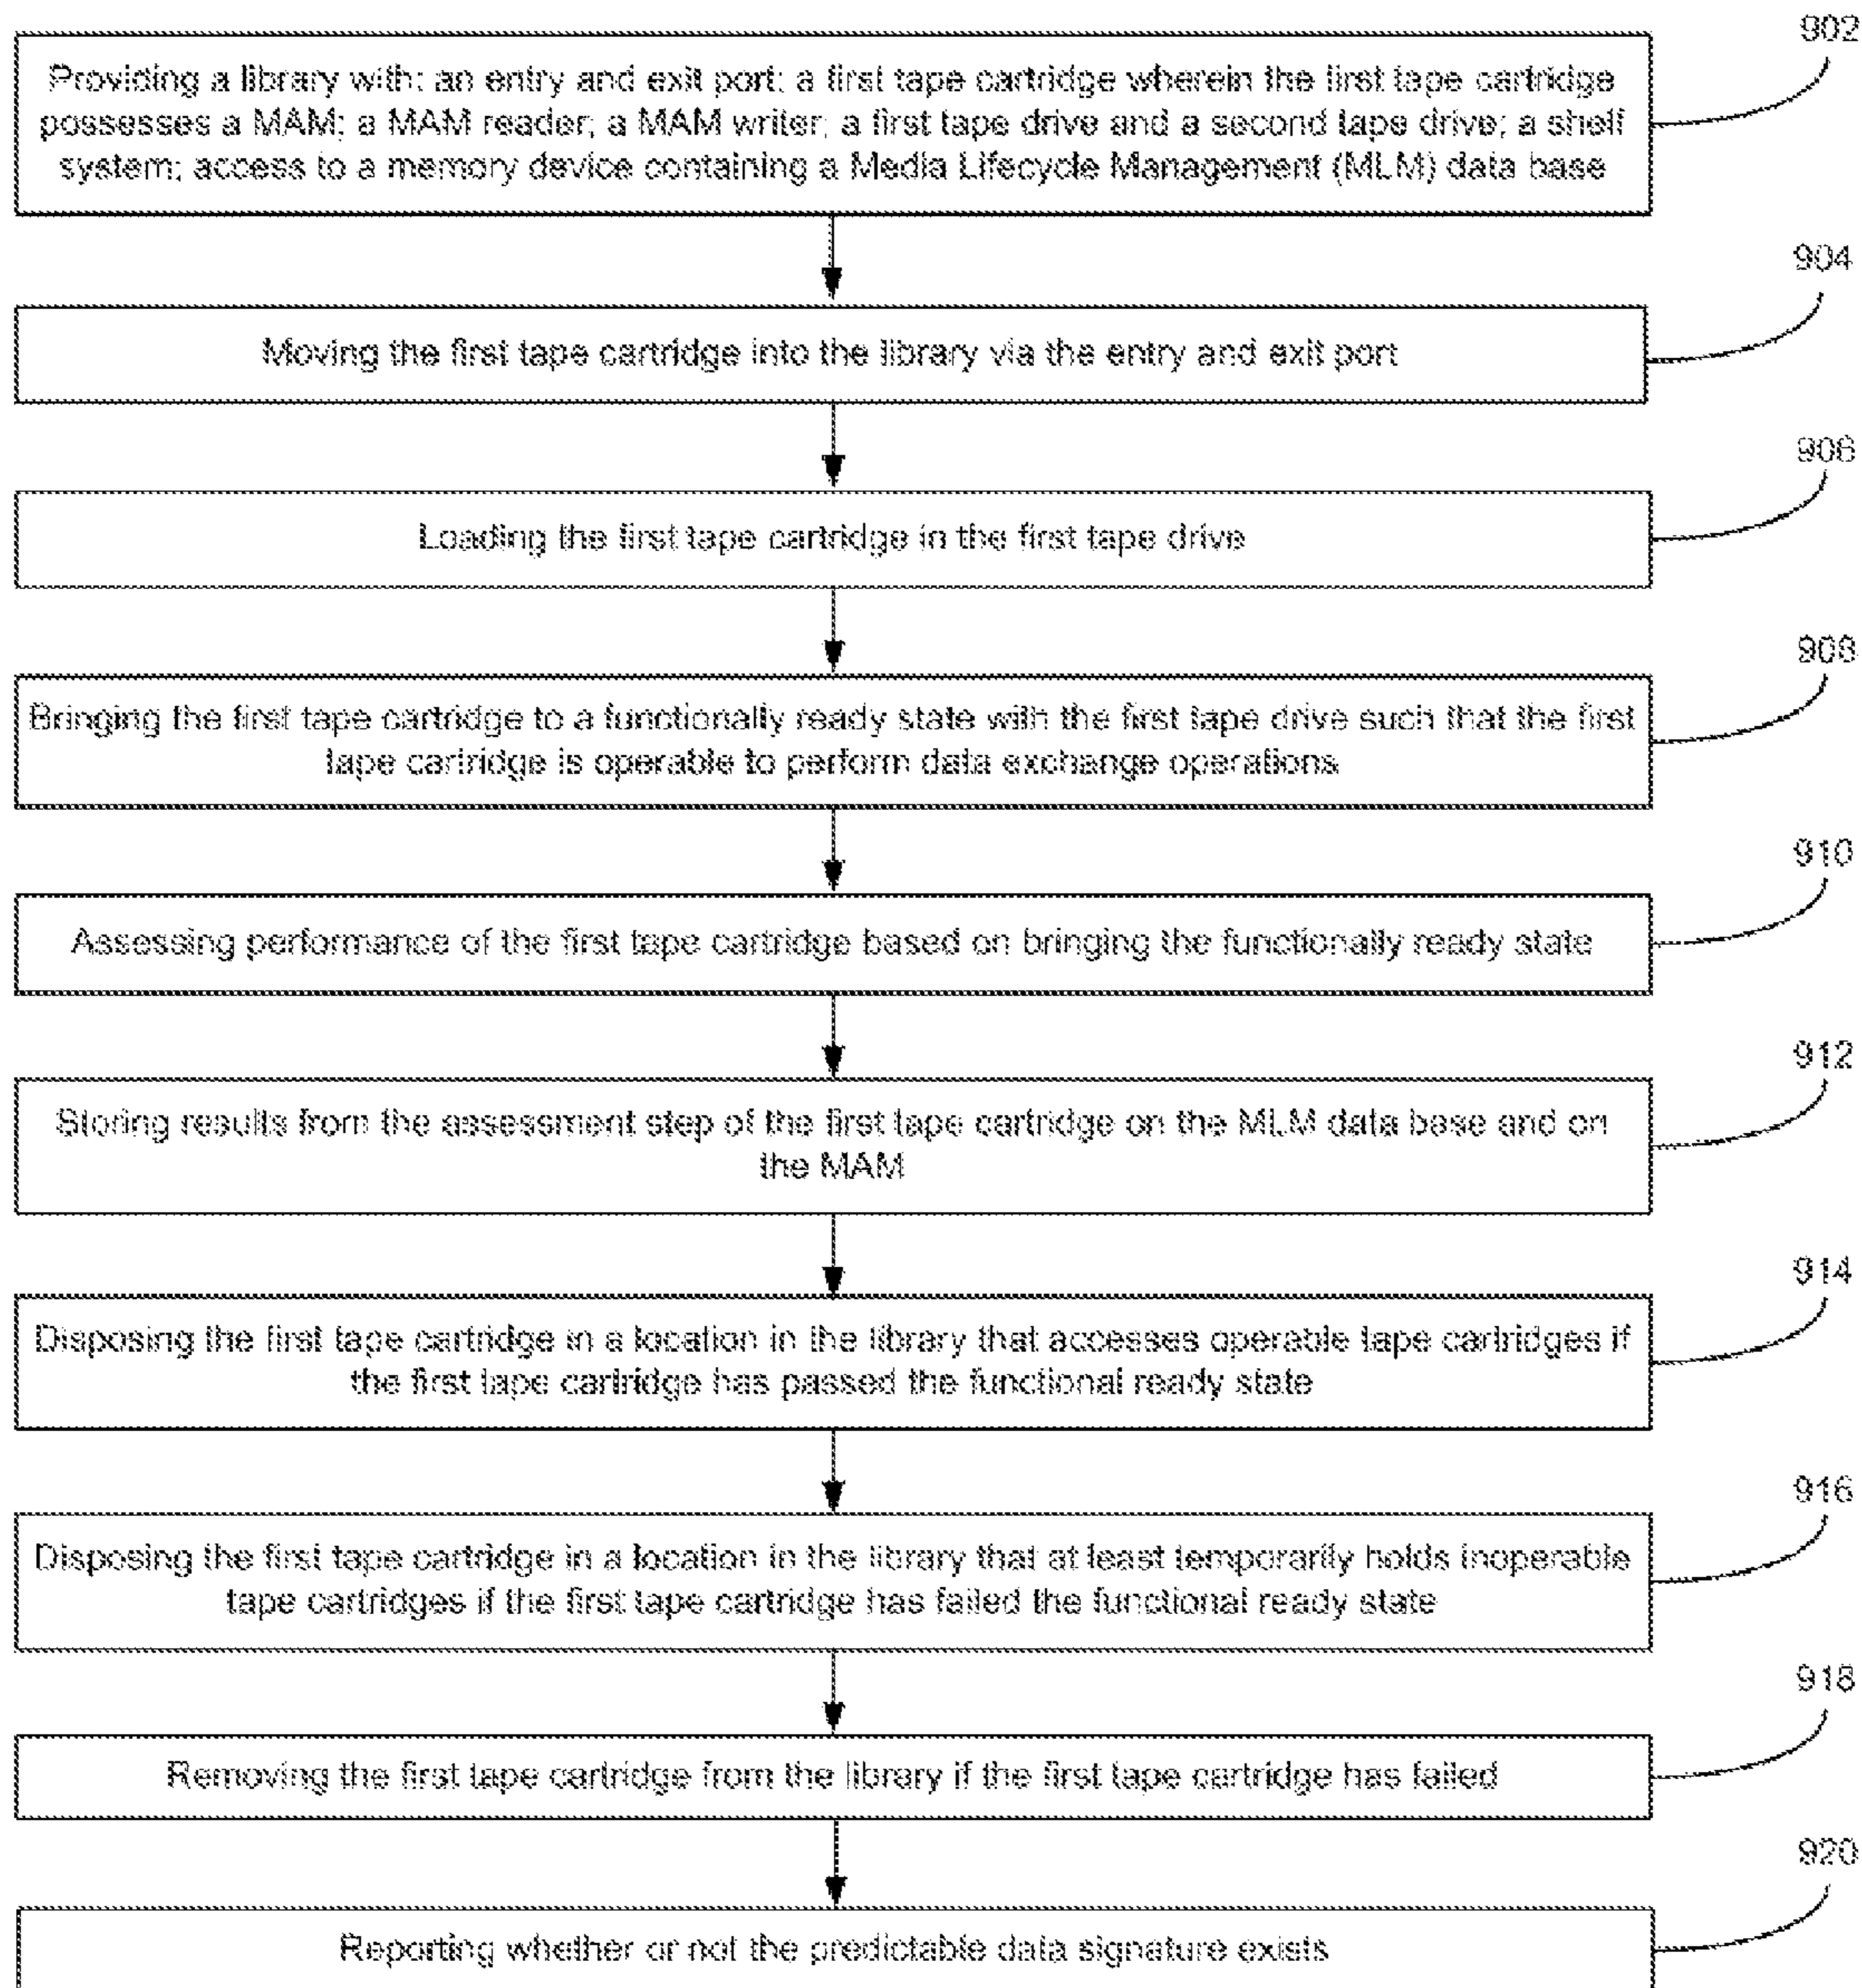 902
Providing a library with: an entry and exit port; a first tape cartridge wherein the first tape cartridge
possesses a MAM; a MAM reader; a MAM writer; a first tape drive and a second tape drive; a shelf
system; access to a memory device containing a Media Lifecycle Management (MLM) data base
904
Moving the first tape cartridge into the library via the entry and exit port
906
Loading the first tape cartridge in the first tape drive
908
Bringing the first tape cartridge to a functionally ready state with the first tape drive such that the first
tape cartridge is operable to perform data exchange operations
910
Assessing performance of the first tape cartridge based on bringing the functionally ready state
912
Storing results from the assessment step of the first tape cartridge on the MLM data base and on
the MAM
914
Disposing the first tape cartridge in a location in the library that accesses operable tape cartridges if
the first tape cartridge has passed the functional ready state
916
Disposing the first tape cartridge in a location in the library that at least temporarily holds inoperable
tape cartridges if the first tape cartridge has failed the functional ready state
918
Removing the first tape cartridge from the library if the first tape cartridge has failed
920
Reporting whether or not the predictable data signature exists